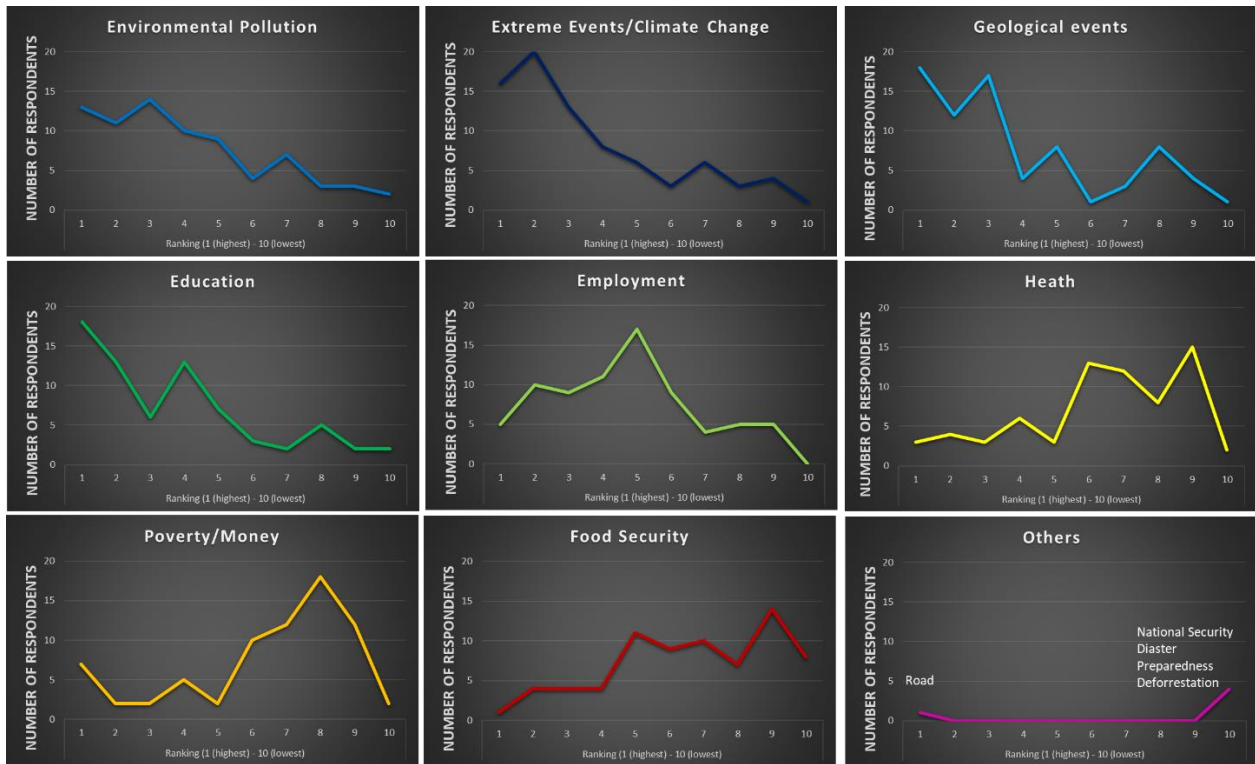 Environmental Pollution
NUMBER OF RESPONDENTS
20
15
10
5
0
1 2 3 4 5 6 7 8 9 10
Ranking (1 (highest) - 10 (lowest)
Extreme Events/Climate Change
NUMBER OF RESPONDENTS
20
15
10
5
0
1 2 3 4 5 6 7 8 9 10
Ranking (1 (highest) - 10 (lowest)
Geological events
NUMBER OF RESPONDENTS
20
15
10
5
0
1 2 3 4 5 6 7 8 9 10
Ranking (1 (highest) - 10 (lowest)
Education
NUMBER OF RESPONDENTS
20
15
10
5
0
1 2 3 4 5 6 7 8 9 10
Ranking (1 (highest) - 10 (lowest)
Employment
NUMBER OF RESPONDENTS
20
15
10
5
0
1 2 3 4 5 6 7 8 9 10
Ranking (1 (highest) - 10 (lowest)
Heath
NUMBER OF RESPONDENTS
20
15
10
5
0
1 2 3 4 5 6 7 8 9 10
Ranking (1 (highest) - 10 (lowest)
Poverty/Money
NUMBER OF RESPONDENTS
20
15
10
5
0
1 2 3 4 5 6 7 8 9 10
Ranking (1 (highest) - 10 (lowest)
Food Security
NUMBER OF RESPONDENTS
20
15
10
5
0
1 2 3 4 5 6 7 8 9 10
Ranking (1 (highest) - 10 (lowest)
Others
NUMBER OF RESPONDENTS
20
15
10
5
0
Road
National Security
Diaster
Preparedness
Deforrestation
1 2 3 4 5 6 7 8 9 10
Ranking (1 (highest) - 10 (lowest)